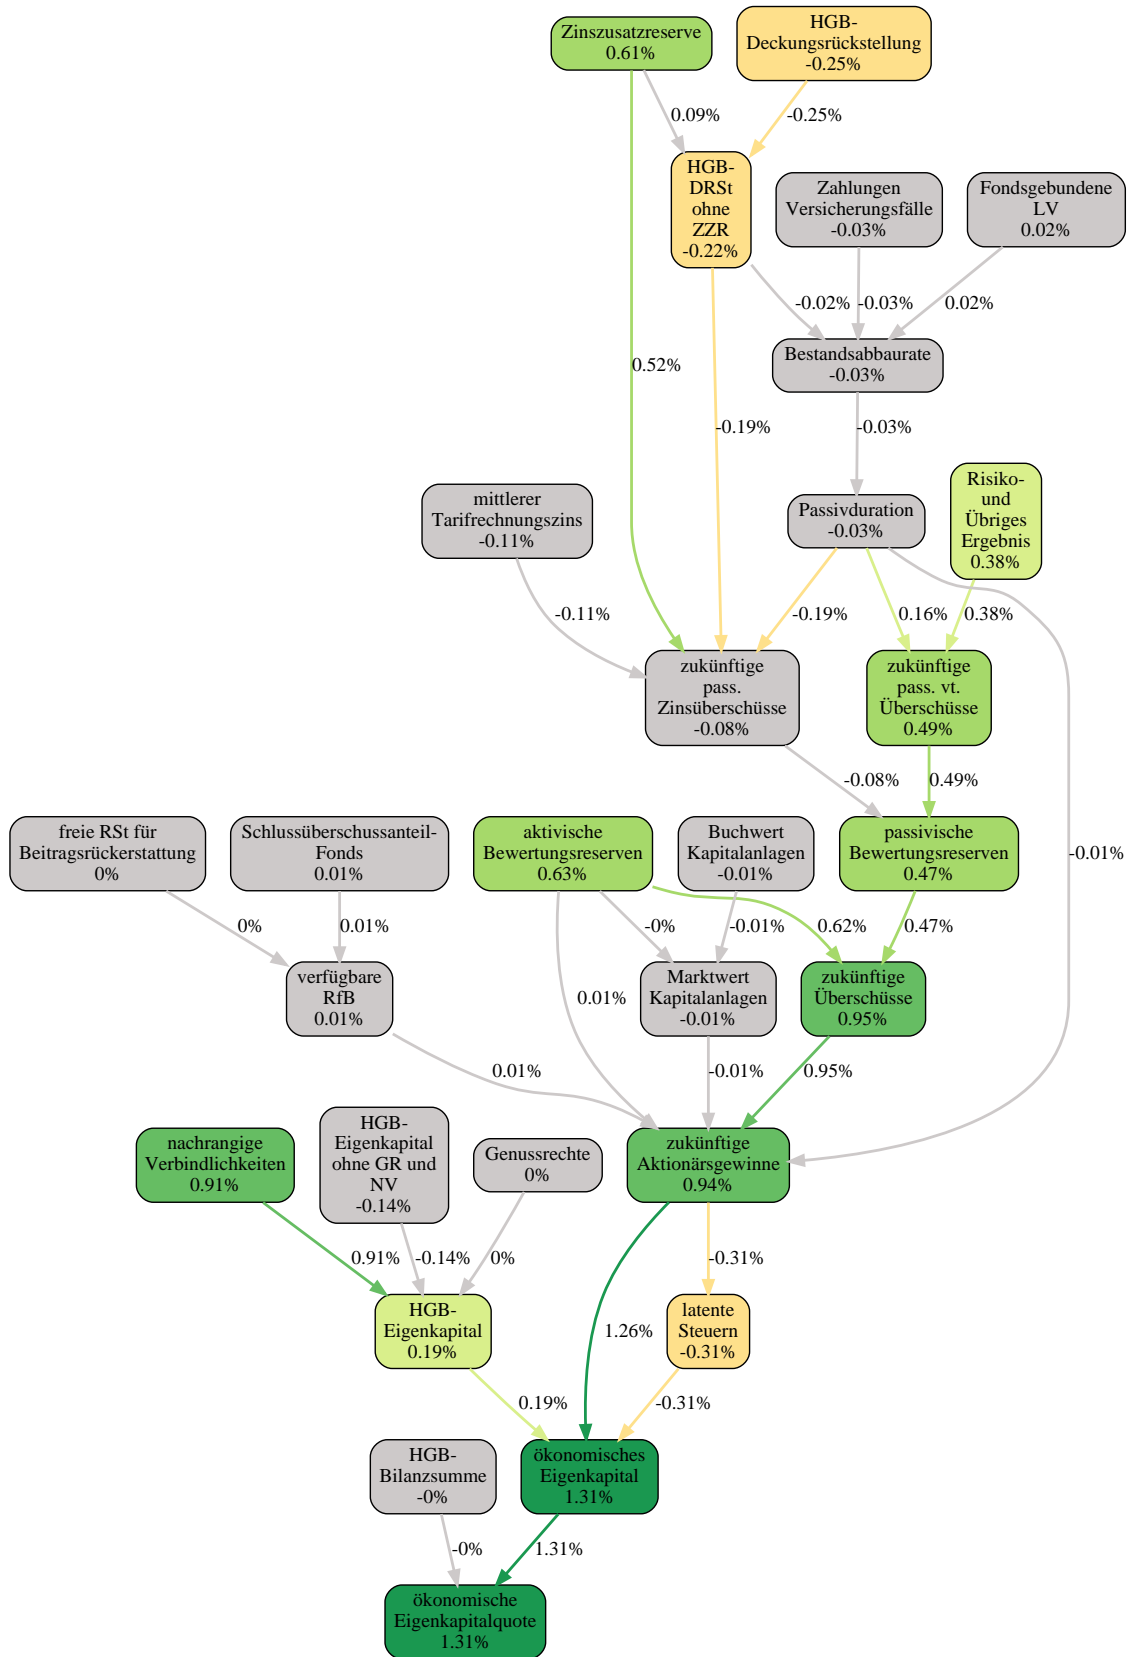 Zinszusatzreserve
0.61%
HGB-
Deckungsrückstellung
-0.25%
0.09%
-0.25%
HGB-
DRSt
ohne
ZZR
-0.22%
Zahlungen
Versicherungsfälle
-0.03%
Fondsgebundene
LV
0.02%
-0.02%
-0.03%
0.02%
0.52%
Bestandsabbaurate
-0.03%
-0.19%
-0.03%
mittlerer
Tarifrechnungszins
-0.11%
Passivduration
-0.03%
Risiko-
und
Übriges
Ergebnis
0.38%
-0.11%
-0.19%
0.16%
0.38%
zukünftige
pass.
Zinsüberschüsse
-0.08%
zukünftige
pass. vt.
Überschüsse
0.49%
-0.08%
0.49%
-0.01%
freie RSt für
Beitragsrückerstattung
0%
Schlussüberschussanteil-
Fonds
0.01%
aktivische
Bewertungsreserven
0.63%
Buchwert
Kapitalanlagen
-0.01%
passivische
Bewertungsreserven
0.47%
0%
0.01%
-0%
-0.01%
0.62%
0.47%
verfügbare
RfB
0.01%
0.01%
Marktwert
Kapitalanlagen
-0.01%
zukünftige
Überschüsse
0.95%
0.01%
-0.01%
0.95%
nachrangige
Verbindlichkeiten
0.91%
HGB-
Eigenkapital
ohne GR und
NV
-0.14%
Genussrechte
0%
zukünftige
Aktionärsgewinne
0.94%
0.91%
-0.14%
0%
-0.31%
HGB-
Eigenkapital
0.19%
1.26%
latente
Steuern
-0.31%
0.19%
-0.31%
HGB-
Bilanzsumme
-0%
ökonomisches
Eigenkapital
1.31%
-0%
1.31%
ökonomische
Eigenkapitalquote
1.31%